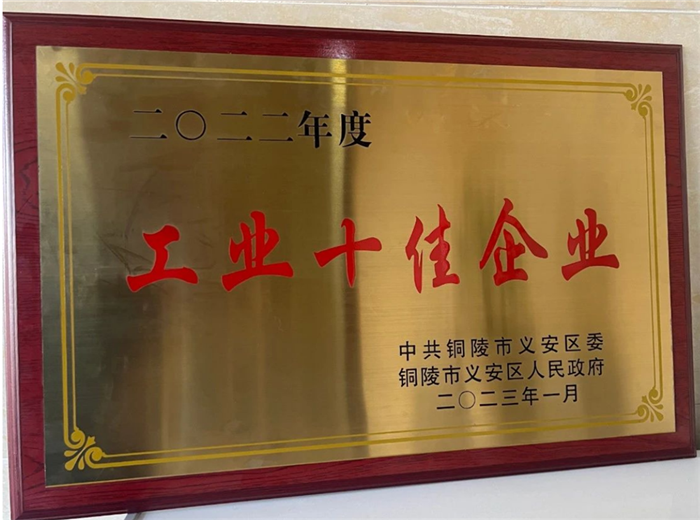 二〇二二年度
工业十佳企业
中共铜陵市义安区委
铜陵市义安区人民政府
二〇二三年一月